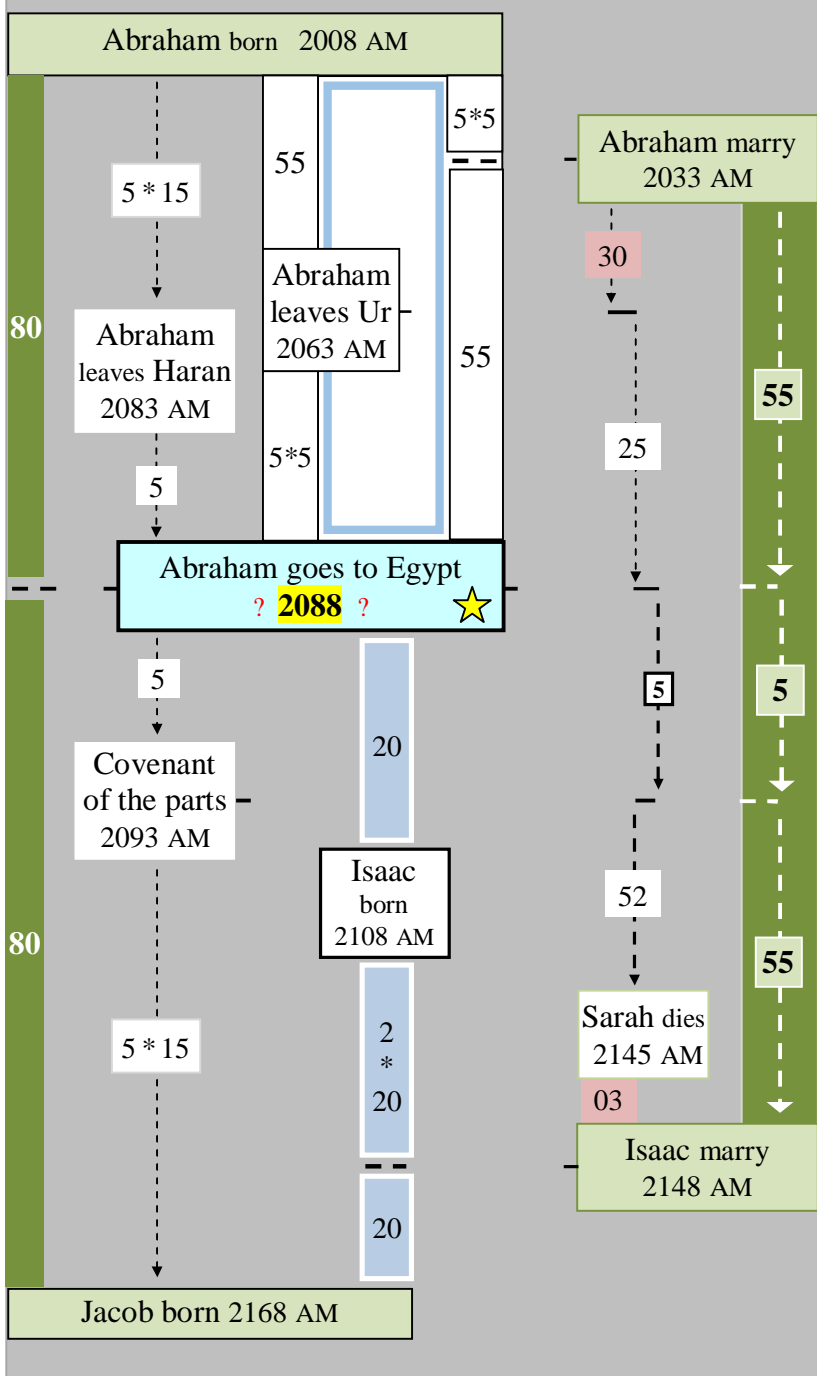 Abraham born 2008 AM
5*5
Abraham marry
2033 AM
55
5 * 15
30
Abraham
leaves Ur
2063 AM
80
Abraham
leaves Haran
2083 AM
55
55
25
5*5
5
Abraham goes to Egypt
? 2088 ?
5
5
5
20
Covenant
of the parts
2093 AM
Isaac
born
2108 AM
52
80
55
Sarah dies
2145 AM
5 * 15
2
*
20
03
Isaac marry
2148 AM
20
Jacob born 2168 AM